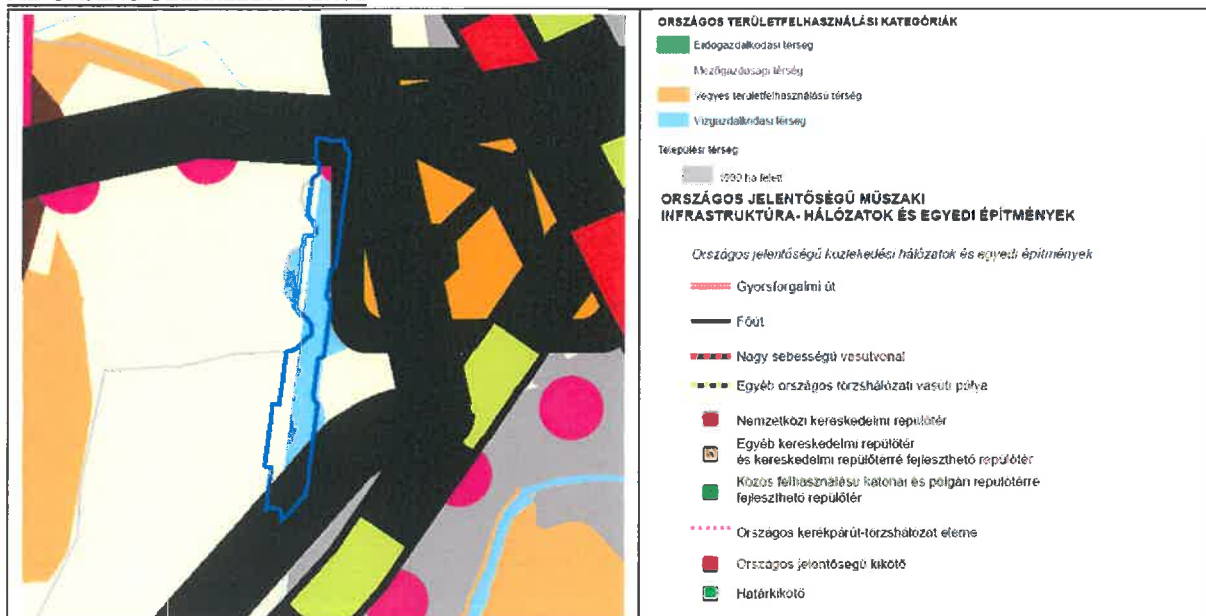 ORSZÁGOS TERÜLETFELHASZNÁLÁSI KATEGÓRIÁK
Erdőgazdálkodási térség
Mezőgazdasági térség
Vegyes területfelhasználású térség
Vízgazdálkodási térség
Települési térség
1000 ha felett
ORSZÁGOS JELENTŐSÉGŰ MŰSZAKI
INFRASTRUKTÚRA- HÁLÓZATOK ÉS EGYEDI ÉPÍTMÉNYEK
Országos jelentőségű közlekedési hálózatok és egyedi építmények
Gyorsforgalmi út
Főút
Nagy sebességű vasútvonal
Egyéb országos törzshálózati vasúti pálya
Nemzetközi kereskedelmi repülőtér
Egyéb kereskedelmi repülőtér
és kereskedelmi repülőtérré fejleszthető repülőtér
Közös felhasználású katonai és polgári repülőtérré
fejleszthető repülőtér
Országos kerékpárút-törzshálózat eleme
Országos jelentőségű kikötő
Határkikötő